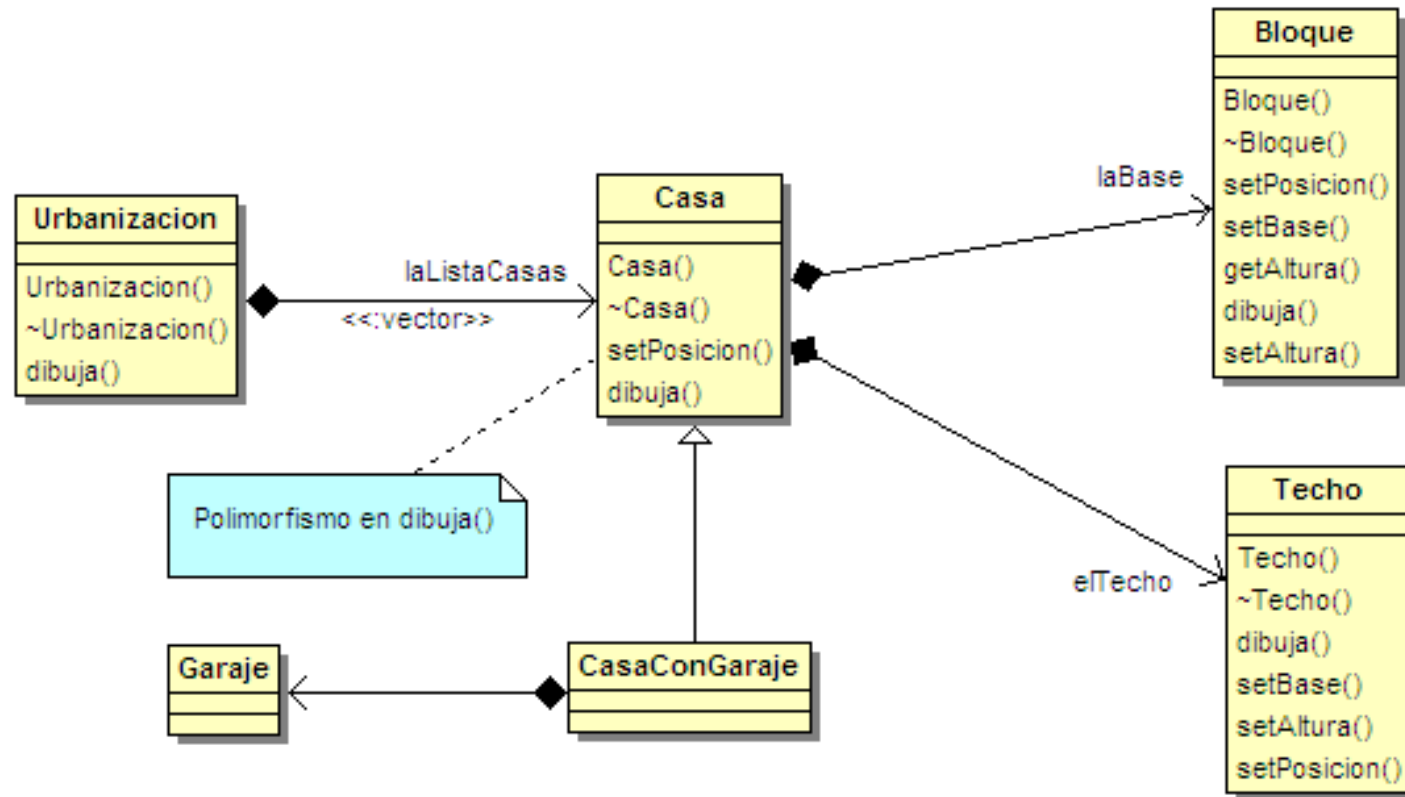 Urbanizacion
Urbanizacion()
~Urbanizacion()
dibuja()
laListaCasas
<<:vector>>
Casa
Casa()
~Casa()
setPosicion()
dibuja()
laBase
Bloque
Bloque()
~Bloque()
setPosicion()
setBase()
getAltura()
dibuja()
setAltura()
elTecho
Techo
Techo()
~Techo()
dibuja()
setBase()
setAltura()
setPosicion()
Polimorfismo en dibuja()
Garaje
CasaConGaraje